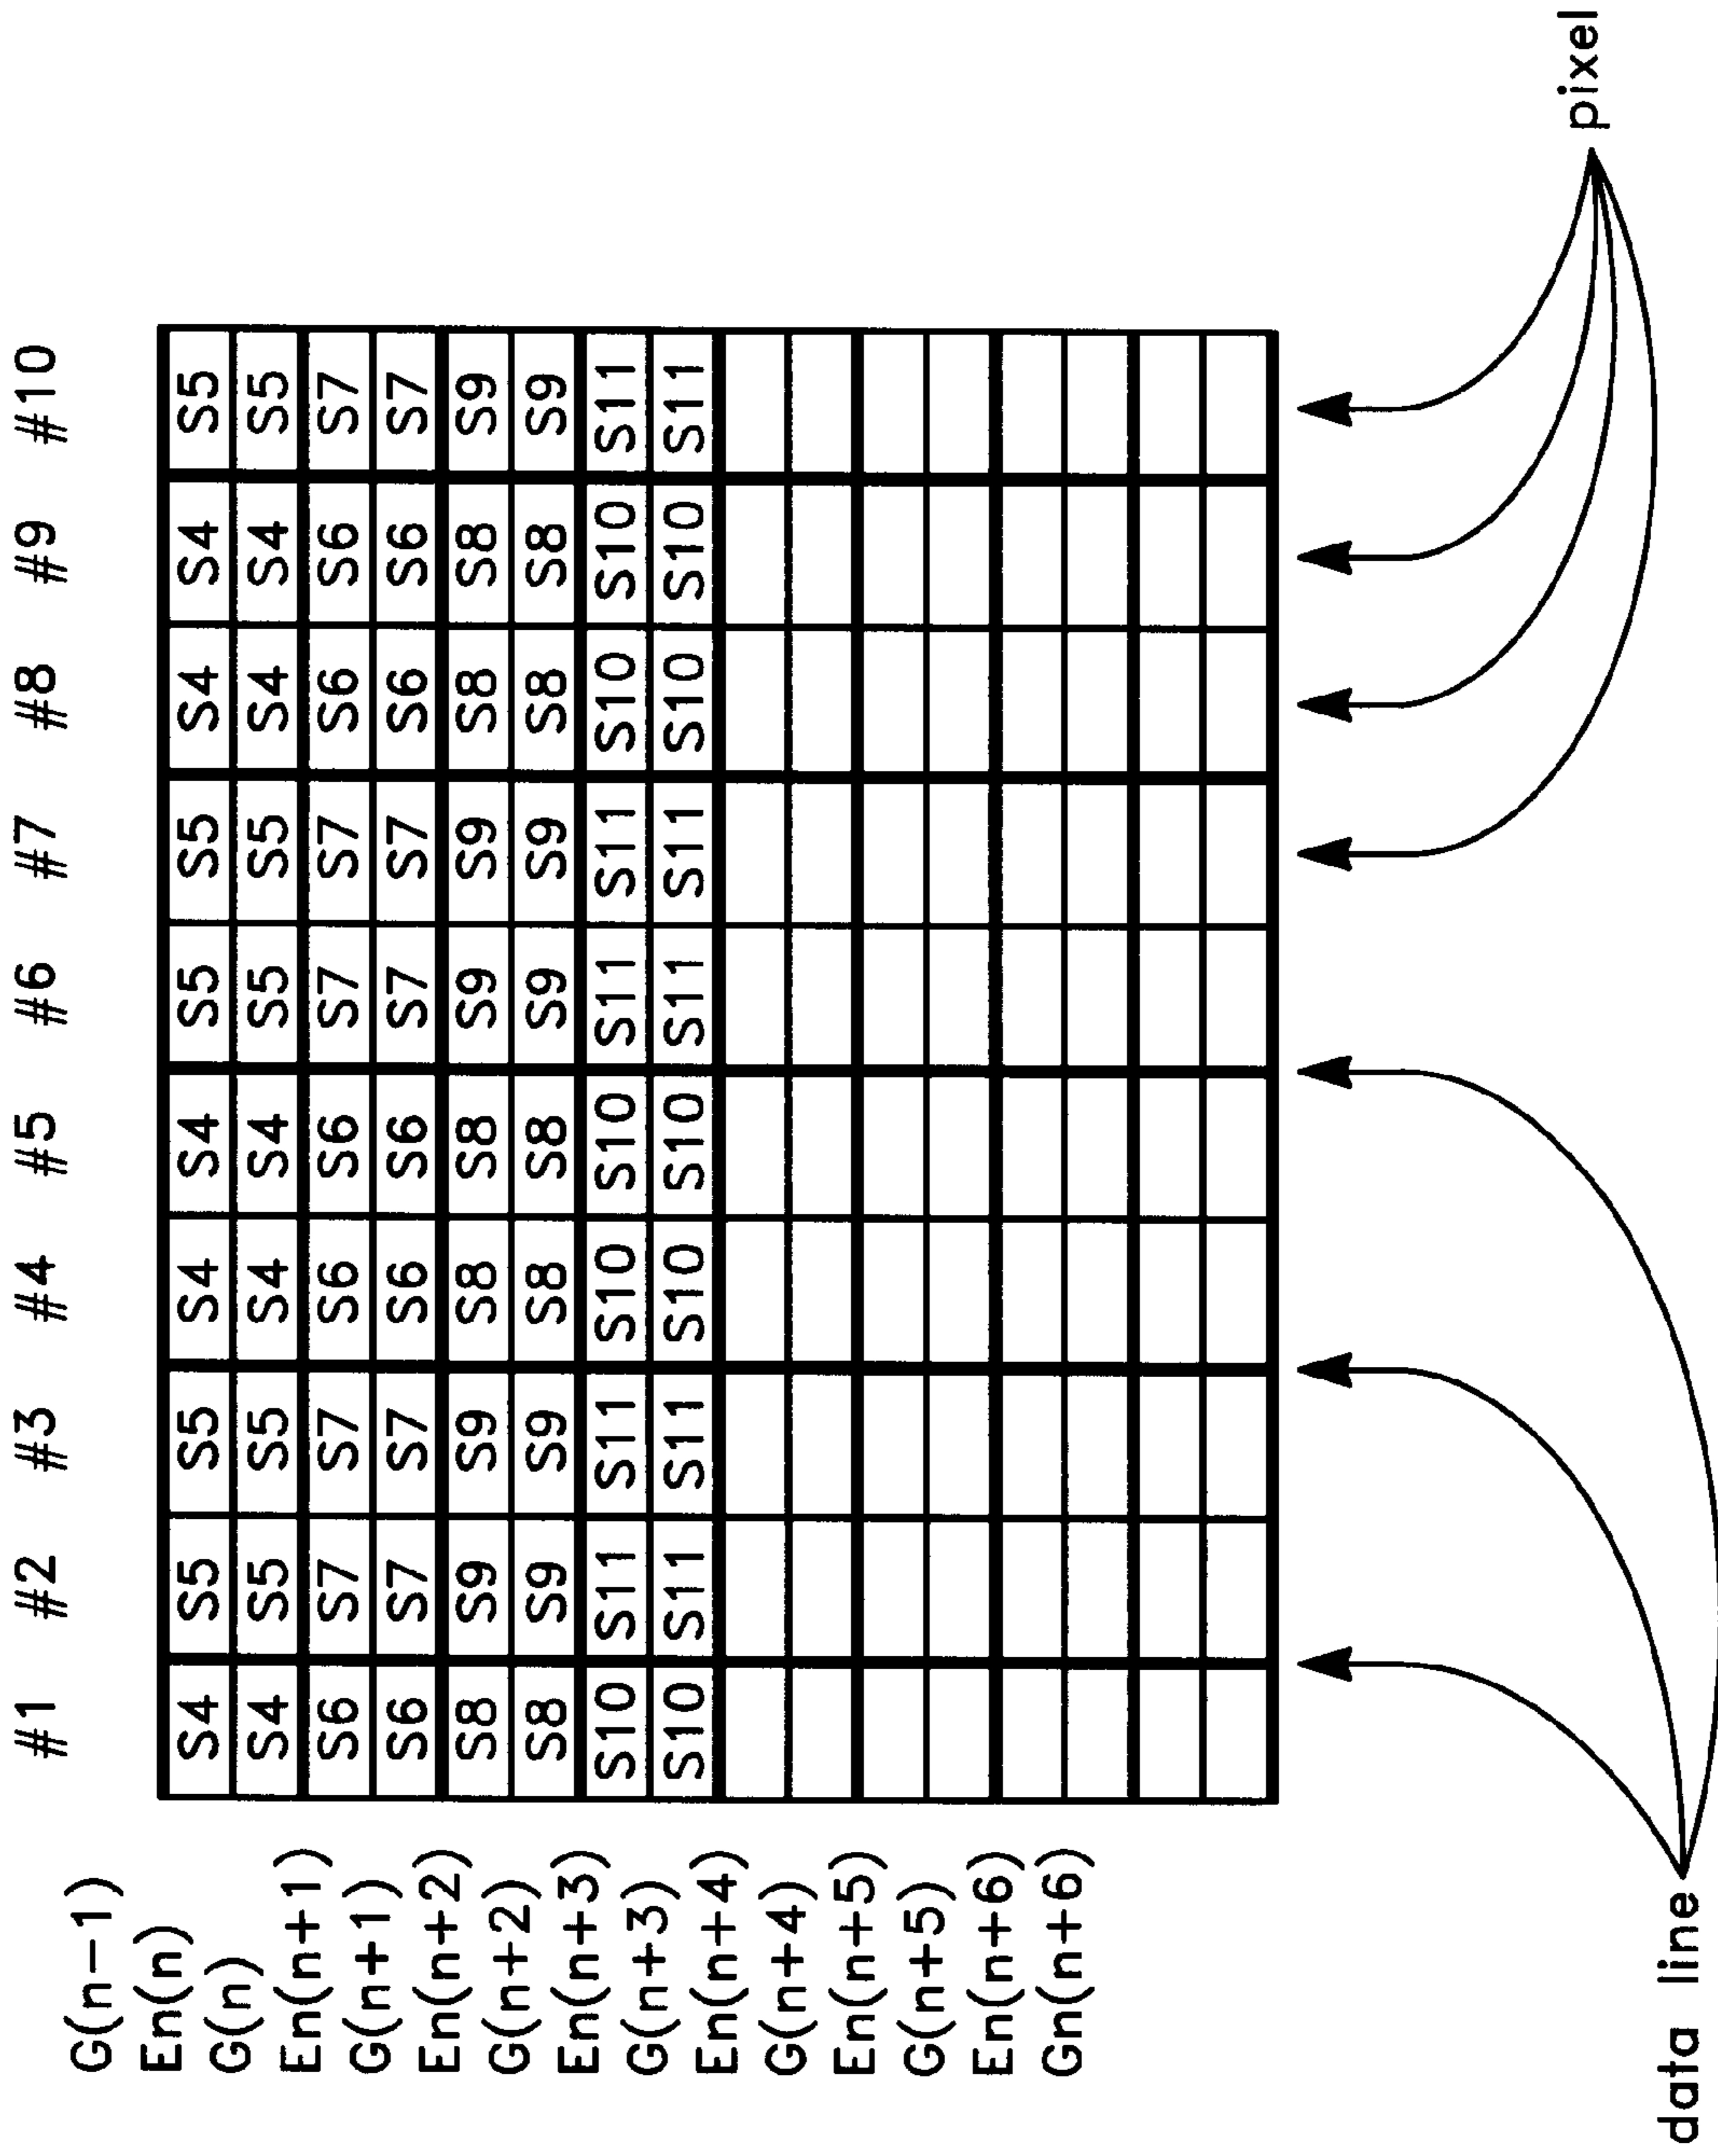 #1 #2 #3 #4 #5 #6 #7 #8 #9 #10
G(n-1)
En(n)
G(n)
En(n+1)
G(n+1)
En(n+2)
G(n+2)
En(n+3)
G(n+3)
En(n+4)
G(n+4)
En(n+5)
G(n+5)
En(n+6)
Gn(n+6)
S4 S5 S5 S4 S4 S5 S5 S4 S4 S5
S4 S5 S5 S4 S4 S5 S5 S4 S4 S5
S6 S7 S7 S6 S6 S7 S7 S6 S6 S7
S6 S7 S7 S6 S6 S7 S7 S6 S6 S7
S8 S9 S9 S8 S8 S9 S9 S8 S8 S9
S8 S9 S9 S8 S8 S9 S9 S8 S8 S9
S10 S11 S11 S10 S10 S11 S11 S10 S10 S11
S10 S11 S11 S10 S10 S11 S11 S10 S10 S11
data line
pixel